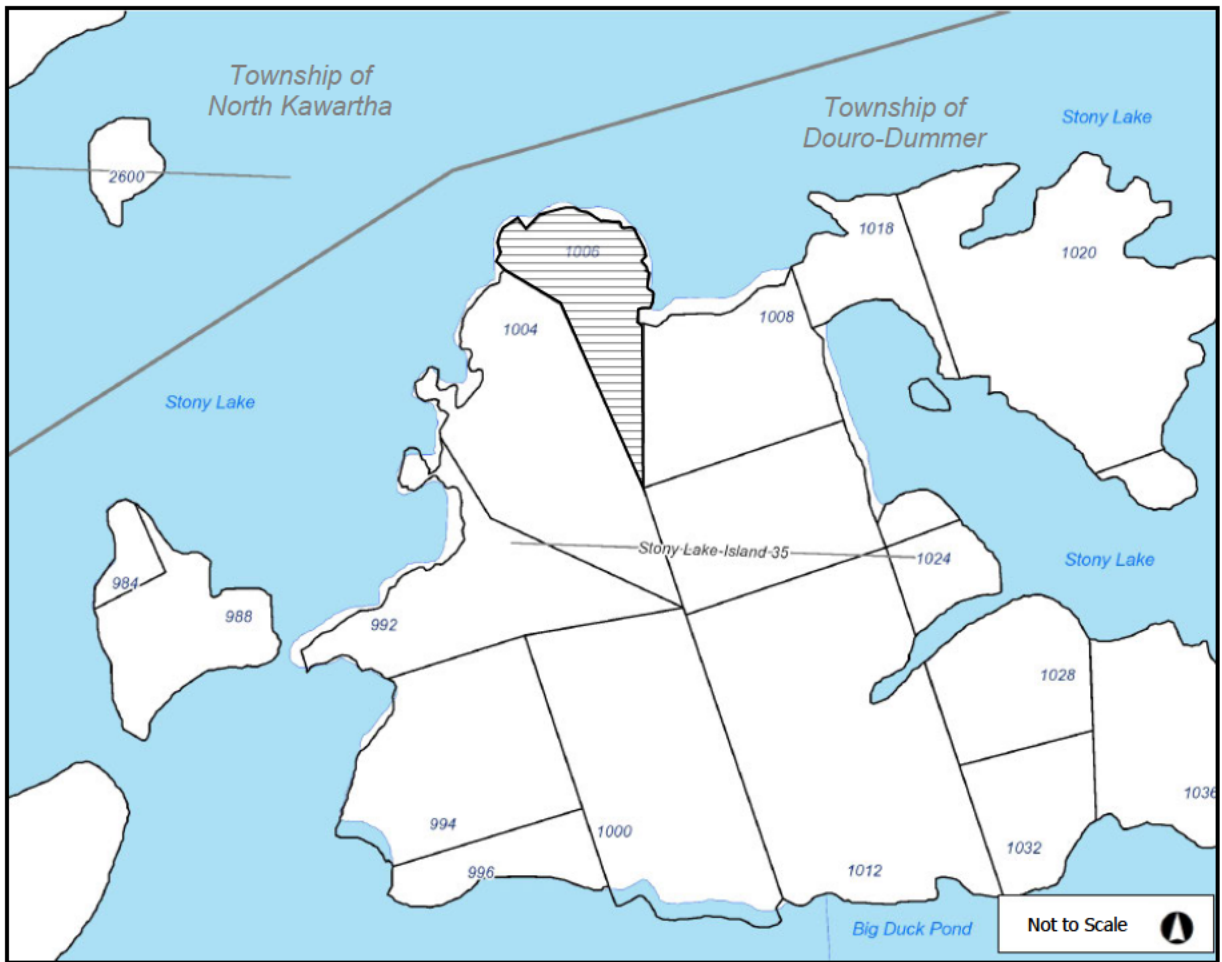 Township of
North Kawartha
Township of
Douro-Dummer
Stony Lake
2600
1006
1018
1020
1004
1008
Stony Lake
Stony Lake-Island 35
1024
Stony Lake
984
988
992
1028
1036
994
1000
996
1012
1032
Big Duck Pond
Not to Scale